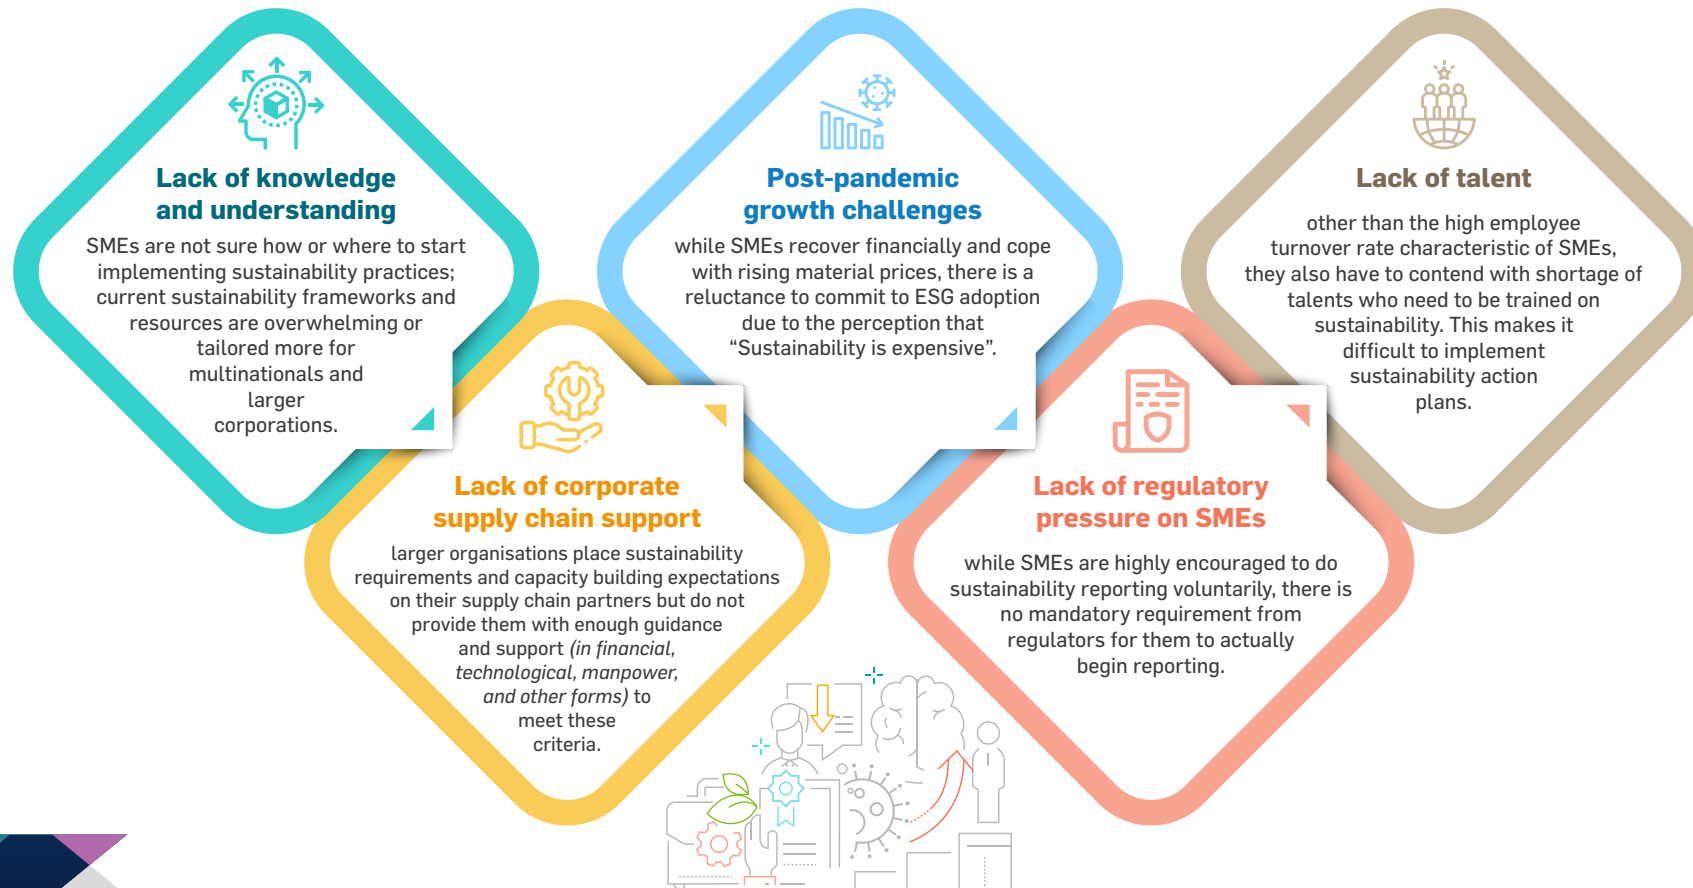 Lack of knowledge
and understanding
SMEs are not sure how or where to start
implementing sustainability practices;
current sustainability frameworks and
resources are overwhelming or
tailored more for
multinationals and
larger
corporations.
Lack of corporate
supply chain support
larger organisations place sustainability
requirements and capacity building expectations
on their supply chain partners but do not
provide them with enough guidance
and support (in financial,
technological, manpower,
and other forms) to
meet these
criteria.
Post-pandemic
growth challenges
while SMEs recover financially and cope
with rising material prices, there is a
reluctance to commit to ESG adoption
due to the perception that
“Sustainability is expensive”.
Lack of regulatory
pressure on SMEs
while SMEs are highly encouraged to do
sustainability reporting voluntarily, there is
no mandatory requirement from
regulators for them to actually
begin reporting.
Lack of talent
other than the high employee
turnover rate characteristic of SMEs,
they also have to contend with shortage of
talents who need to be trained on
sustainability. This makes it
difficult to implement
sustainability action
plans.